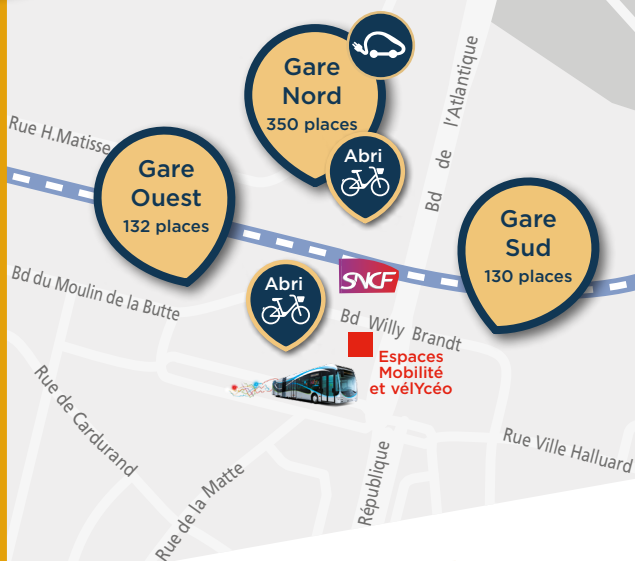 Gare
Nord
350 places
Bd de l'Atlantique
Rue H.Matisse
Abri
Gare
Ouest
132 places
Gare
Sud
130 places
SNCF
Abri
Bd du Moulin de la Butte
Bd Willy Brandt
Espaces
Mobilité
et vélYcéo
Rue de Cardurand
Rue Ville Halluard
République
Rue de la Matte